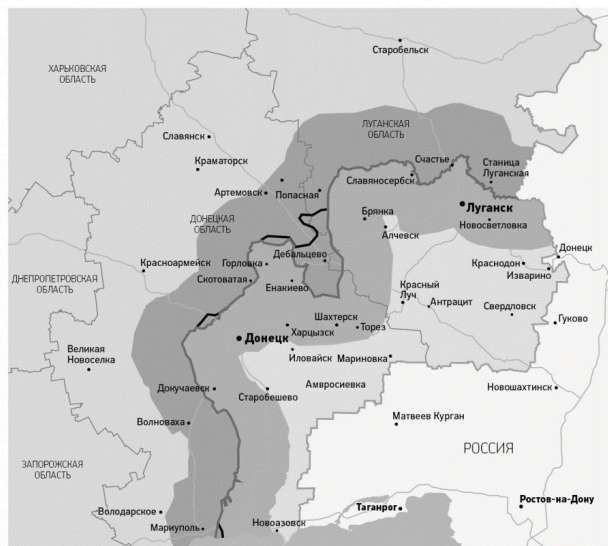 Старобельск
ХАРЬКОВСКАЯ
ОБЛАСТЬ
ЛУГАНСКАЯ
ОБЛАСТЬ
Славянск
Краматорск
Счастье
Станица
Луганская
Славяносербск
Артемовск
Попасная
Луганск
Брянка
Новосветловка
ДОНЕЦКАЯ
ОБЛАСТЬ
Алчевск
Дебальцево
Донецк
Горловка
Краснодон
Изварино
Красноармейск
Скотоватая
ДНЕПРОПЕТРОВСКАЯ
ОБЛАСТЬ
Енакиево
Красный
Луч
Антрацит
Свердловск
Гуково
Шахтерск
Харцызск
Торез
Донецк
Великая
Новоселка
Иловайск
Мариновка
Амвросиевка
Новошахтинск
Докучаевск
Старобешево
Матвеев Курган
Волноваха
РОССИЯ
ЗАПОРОЖСКАЯ
ОБЛАСТЬ
Володарское
Таганрог
Ростов-на-Дону
Мариуполь
Новоазовск